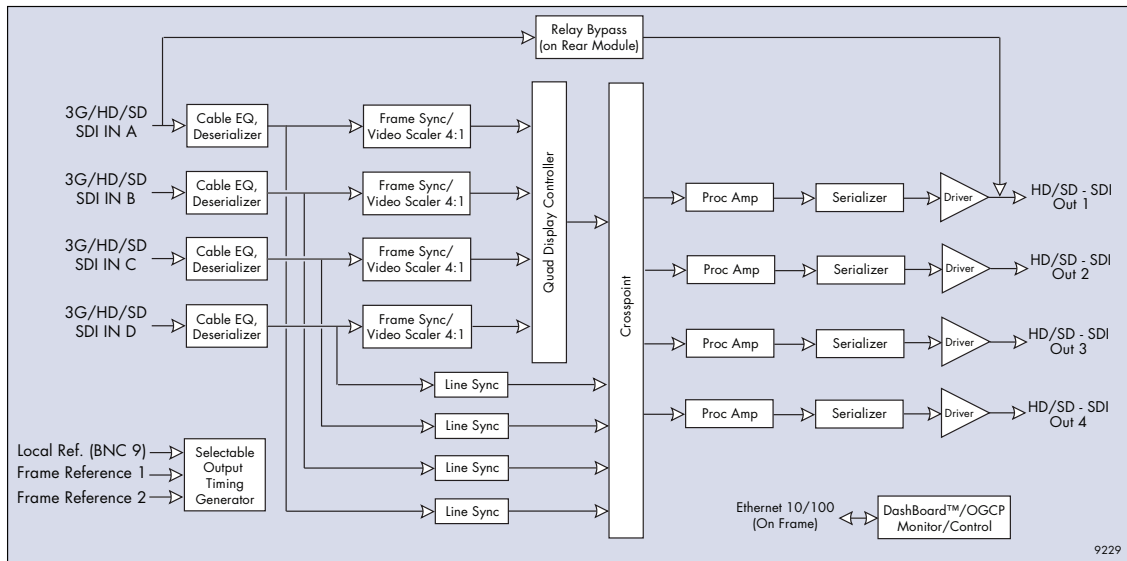 Relay Bypass
(on Rear Module)
3G/HD/SD
SDI IN A
Cable EQ,
Deserializer
Frame Sync/
Video Scaler 4:1
3G/HD/SD
SDI IN B
Cable EQ,
Deserializer
Frame Sync/
Video Scaler 4:1
3G/HD/SD
SDI IN C
Cable EQ,
Deserializer
Frame Sync/
Video Scaler 4:1
3G/HD/SD
SDI IN D
Cable EQ,
Deserializer
Frame Sync/
Video Scaler 4:1
Quad Display Controller
Crosspoint
Proc Amp
Serializer
Driver
HD/SD - SDI
Out 1
Proc Amp
Serializer
Driver
HD/SD - SDI
Out 2
Proc Amp
Serializer
Driver
HD/SD - SDI
Out 3
Proc Amp
Serializer
Driver
HD/SD - SDI
Out 4
Line Sync
Line Sync
Line Sync
Line Sync
Local Ref. (BNC 9)
Frame Reference 1
Frame Reference 2
Selectable
Output
Timing
Generator
Ethernet 10/100
(On Frame)
DashBoard™/OGCP
Monitor/Control
9229